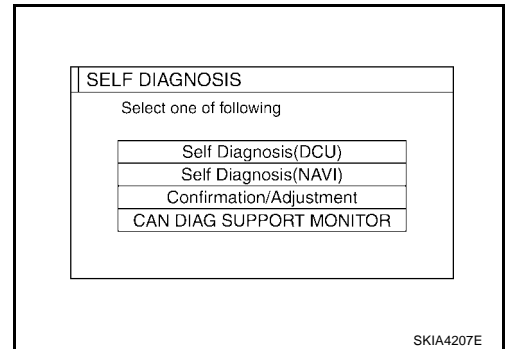 SELF DIAGNOSIS
Select one of following
Self Diagnosis(DCU)
Self Diagnosis(NAVI)
Confirmation/Adjustment
CAN DIAG SUPPORT MONITOR
SKIA4207E